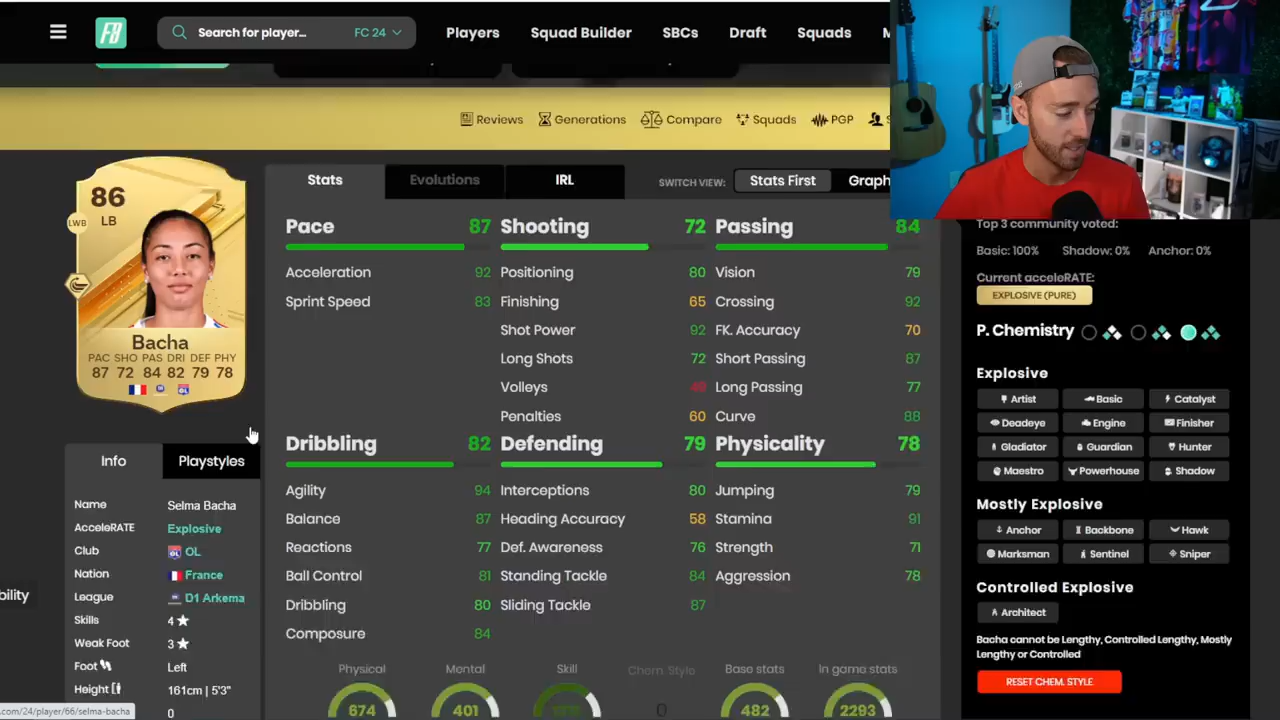 FB
Search for player...
FC 24
Players
Squad Builder
SBCs
Draft
Squads
M
Reviews
Generations
Compare
Squads
PGP
S
86
LB
LWB
Bacha
PAC SHO PAS DRI DEF PHY
87 72 84 82 79 78
Stats
Evolutions
IRL
SWITCH VIEW:
Stats First
Graph
Pace 87
Acceleration 92
Sprint Speed 83
Shooting 72
Positioning 80
Finishing 65
Shot Power 92
Long Shots 72
Volleys
Penalties 60
Passing 84
Vision 79
Crossing 92
FK. Accuracy 70
Short Passing 87
Long Passing 77
Curve 88
Dribbling 82
Agility 94
Balance 87
Reactions 77
Ball Control 81
Dribbling 80
Composure 84
Defending 79
Interceptions 80
Heading Accuracy 58
Def. Awareness 76
Standing Tackle 84
Sliding Tackle 87
Physicality 78
Jumping 79
Stamina 91
Strength 71
Aggression 78
Physical
674
Mental
401
Skill
Chem. Style
0
Base stats
482
In game stats
2293
Info
Playstyles
Name Selma Bacha
AcceleRATE Explosive
Club OL
Nation France
League D1 Arkema
Skills 4
Weak Foot 3
Foot Left
Height 161cm | 5'3"
0
bility
.com/24/player/66/selma-bacha
Top 3 community voted:
Basic: 100% Shadow: 0% Anchor: 0%
Current acceleRATE:
EXPLOSIVE (PURE)
P. Chemistry
Explosive
Artist Basic Catalyst
Deadeye Engine Finisher
Gladiator Guardian Hunter
Maestro Powerhouse Shadow
Mostly Explosive
Anchor Backbone Hawk
Marksman Sentinel Sniper
Controlled Explosive
Architect
Bacha cannot be Lengthy, Controlled Lengthy, Mostly
Lengthy or Controlled
RESET CHEM. STYLE